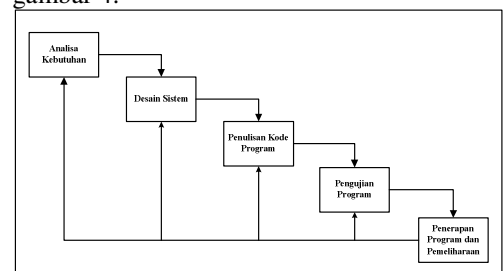 gambar 4.
Analisa
Kebutuhan
Desain Sistem
Penulisan Kode
Program
Pengujian
Program
Penerapan
Program dan
Pemeliharaan